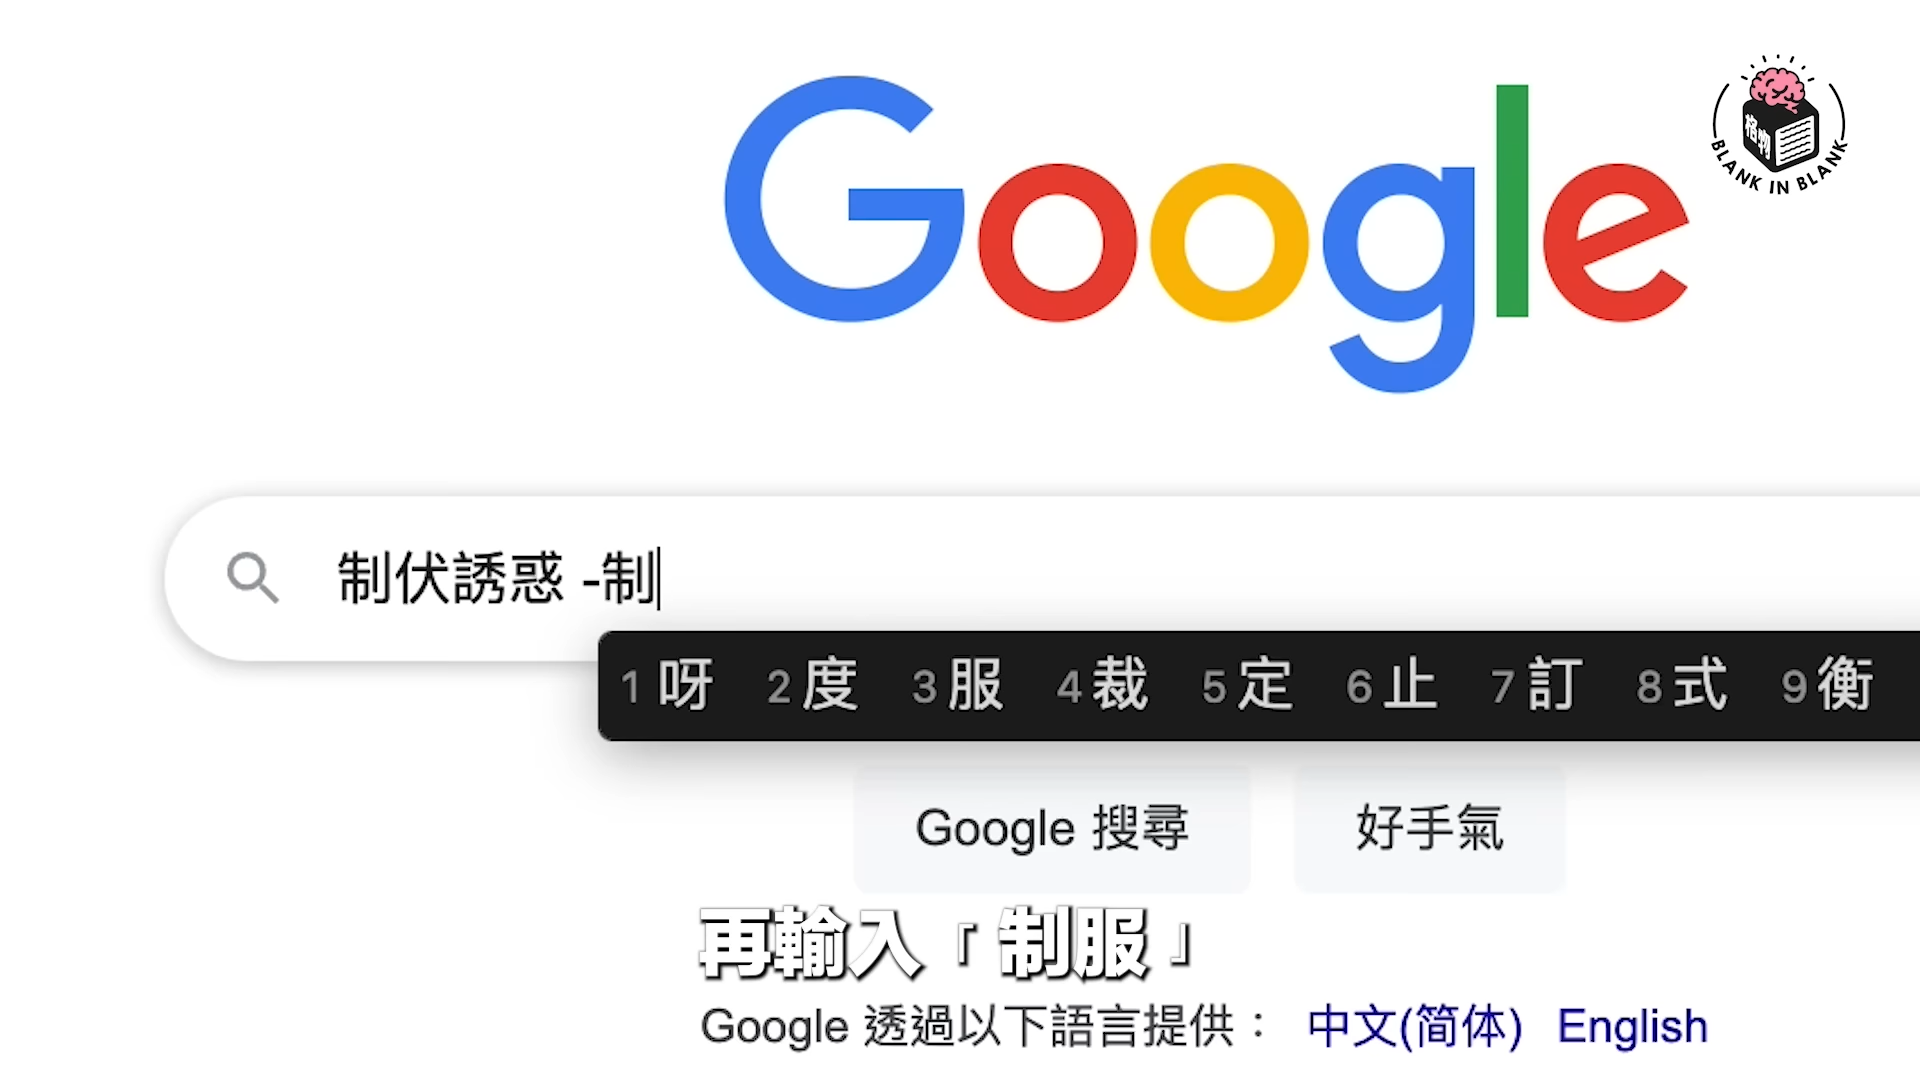 Google
格物
BLANK IN BLANK
制伏誘惑 -制
1 呀 2 度 3 服 4 裁 5 定 6 止 7 訂 8 式 9 衡
Google 搜尋 好手氣
再輸入「制服」
Google 透過以下語言提供： 中文(简体) English